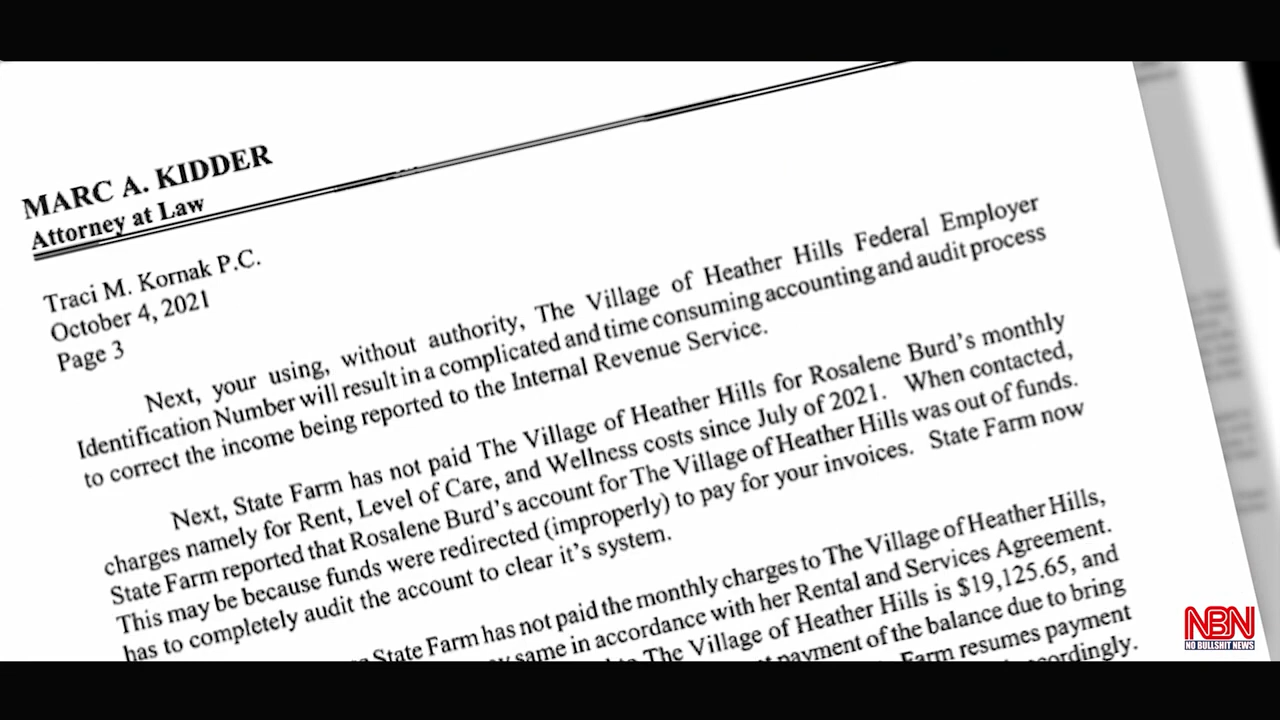 MARC A. KIDDER
Attorney at Law
Traci M. Kornak P.C.
October 4, 2021
Page 3
Next, your using, without authority, The Village of Heather Hills Federal Employer
Identification Number will result in a complicated and time consuming accounting and audit process
to correct the income being reported to the Internal Revenue Service.
Next, State Farm has not paid The Village of Heather Hills for Rosalene Burd's monthly
charges namely for Rent, Level of Care, and Wellness costs since July of 2021. When contacted,
State Farm reported that Rosalene Burd's account for The Village of Heather Hills was out of funds.
This may be because funds were redirected (improperly) to pay for your invoices. State Farm now
has to completely audit the account to clear it's system.
State Farm has not paid the monthly charges to The Village of Heather Hills,
same in accordance with her Rental and Services Agreement.
The Village of Heather Hills is $19,125.65, and
payment of the balance due to bring
Farm resumes payment
accordingly.
NBN
NO BULLSHIT NEWS